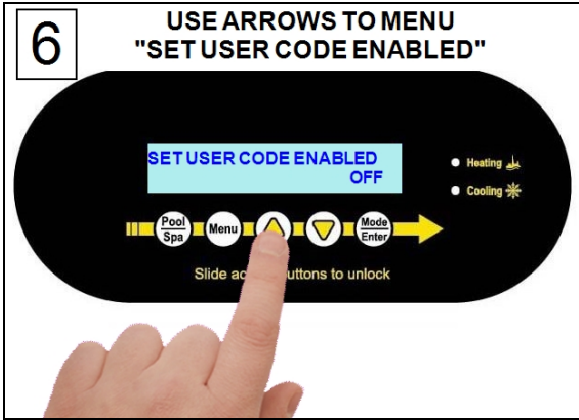 6
USE ARROWS TO MENU
"SET USER CODE ENABLED"
SET USER CODE ENABLED
OFF
Heating
Cooling
Pool
Spa
Menu
Mode
Enter
Slide uttons to unlock